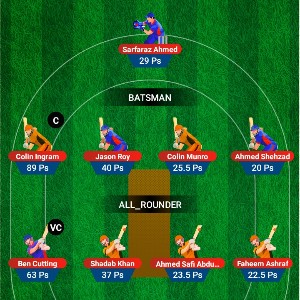 Sarfaraz Ahmed
29 Ps
BATSMAN
C
Colin Ingram
Jason Roy
Colin Munro
Ahmed Shehzad
89 Ps
40 Ps
25.5 Ps
20 Ps
ALL_ROUNDER
VC
Ben Cutting
Shadab Khan
Ahmed Safi Abdu...
Faheem Ashraf
63 Ps
37 Ps
23.5 Ps
22.5 Ps